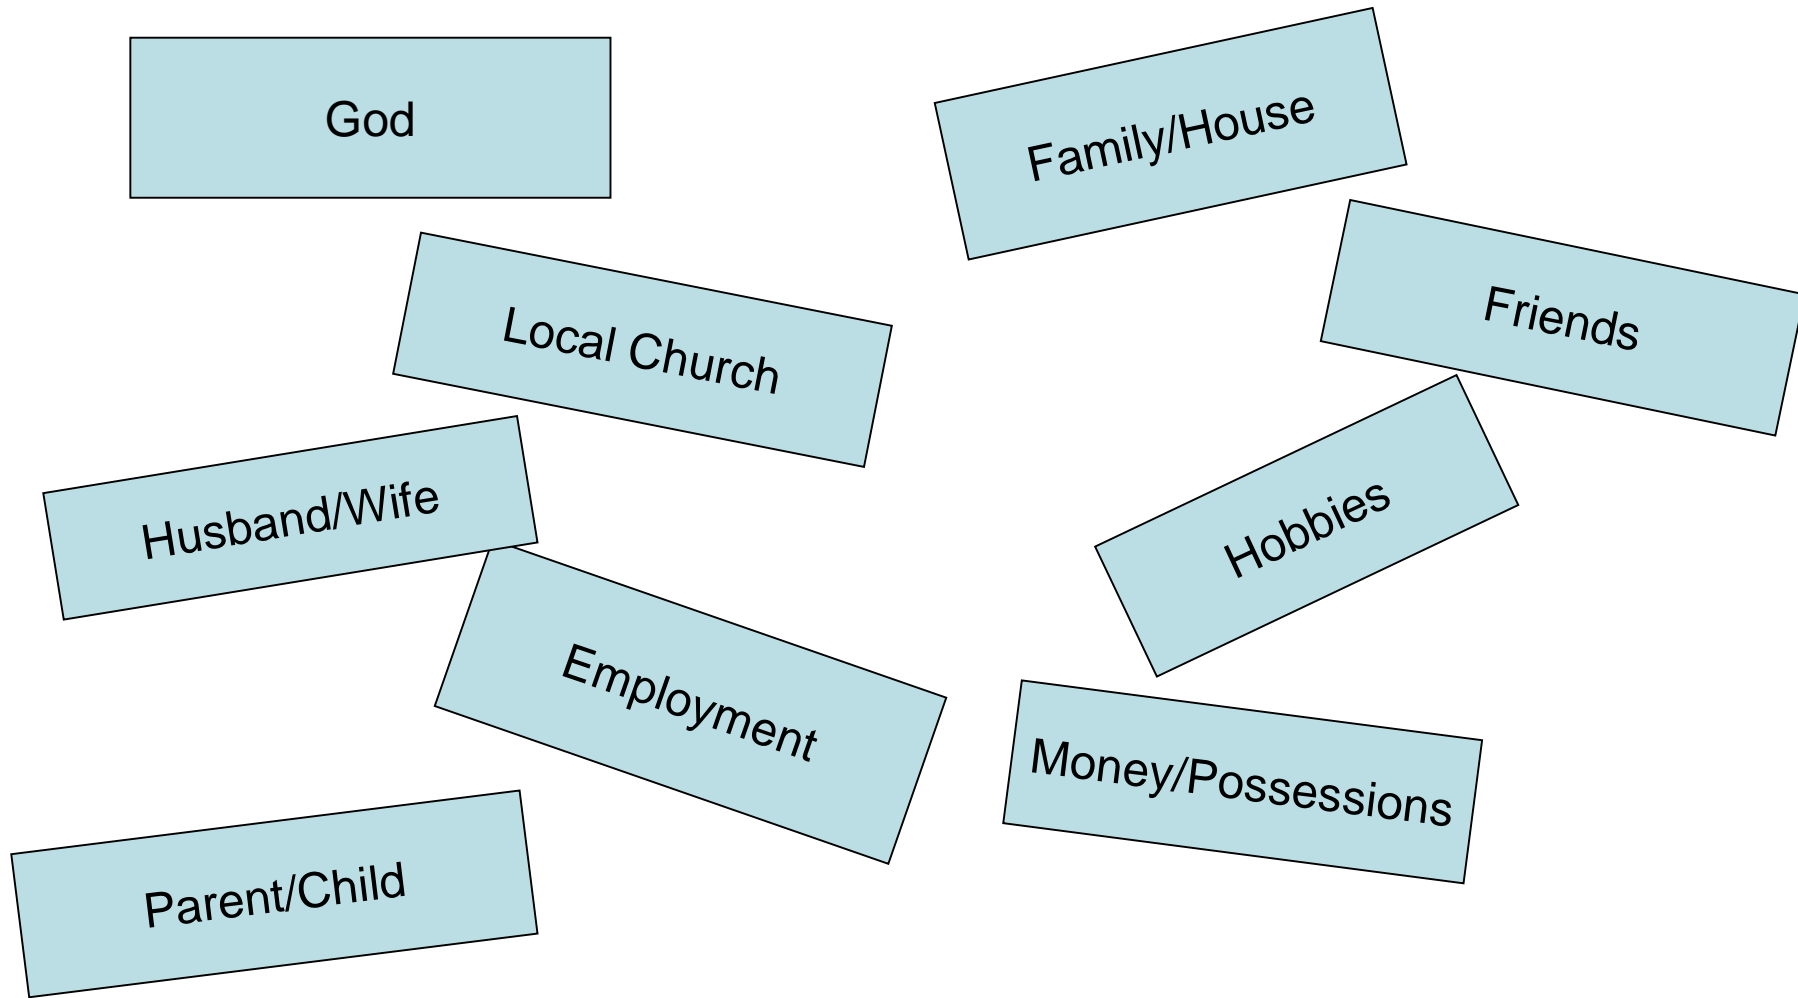 God
Family/House
Local Church
Friends
Husband/Wife
Hobbies
Employment
Money/Possessions
Parent/Child